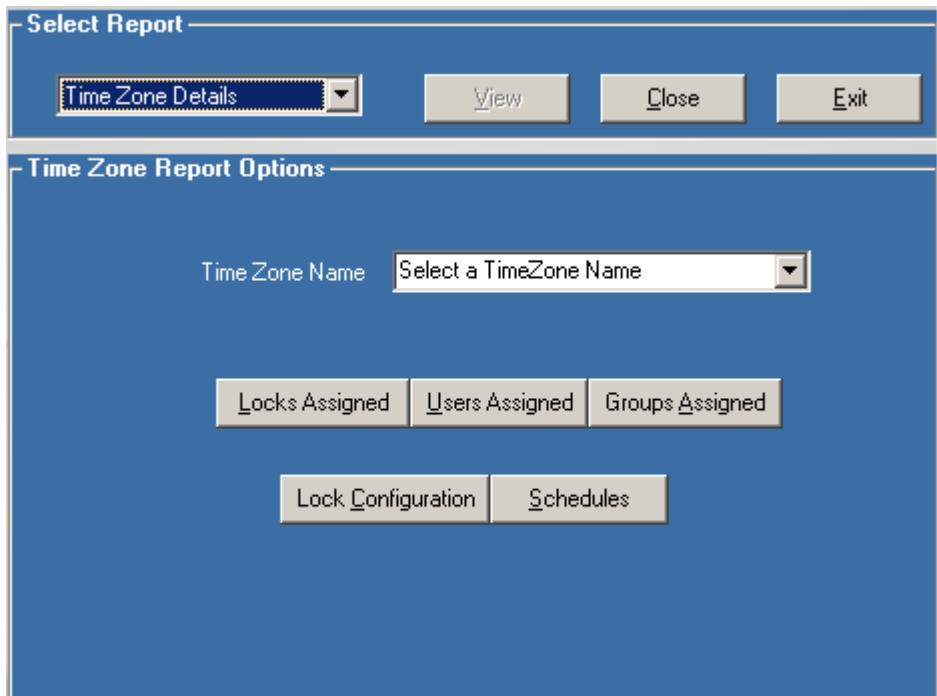 Select Report
Time Zone Details View Close Exit
Time Zone Report Options
Time Zone Name Select a TimeZone Name
Locks Assigned Users Assigned Groups Assigned
Lock Configuration Schedules